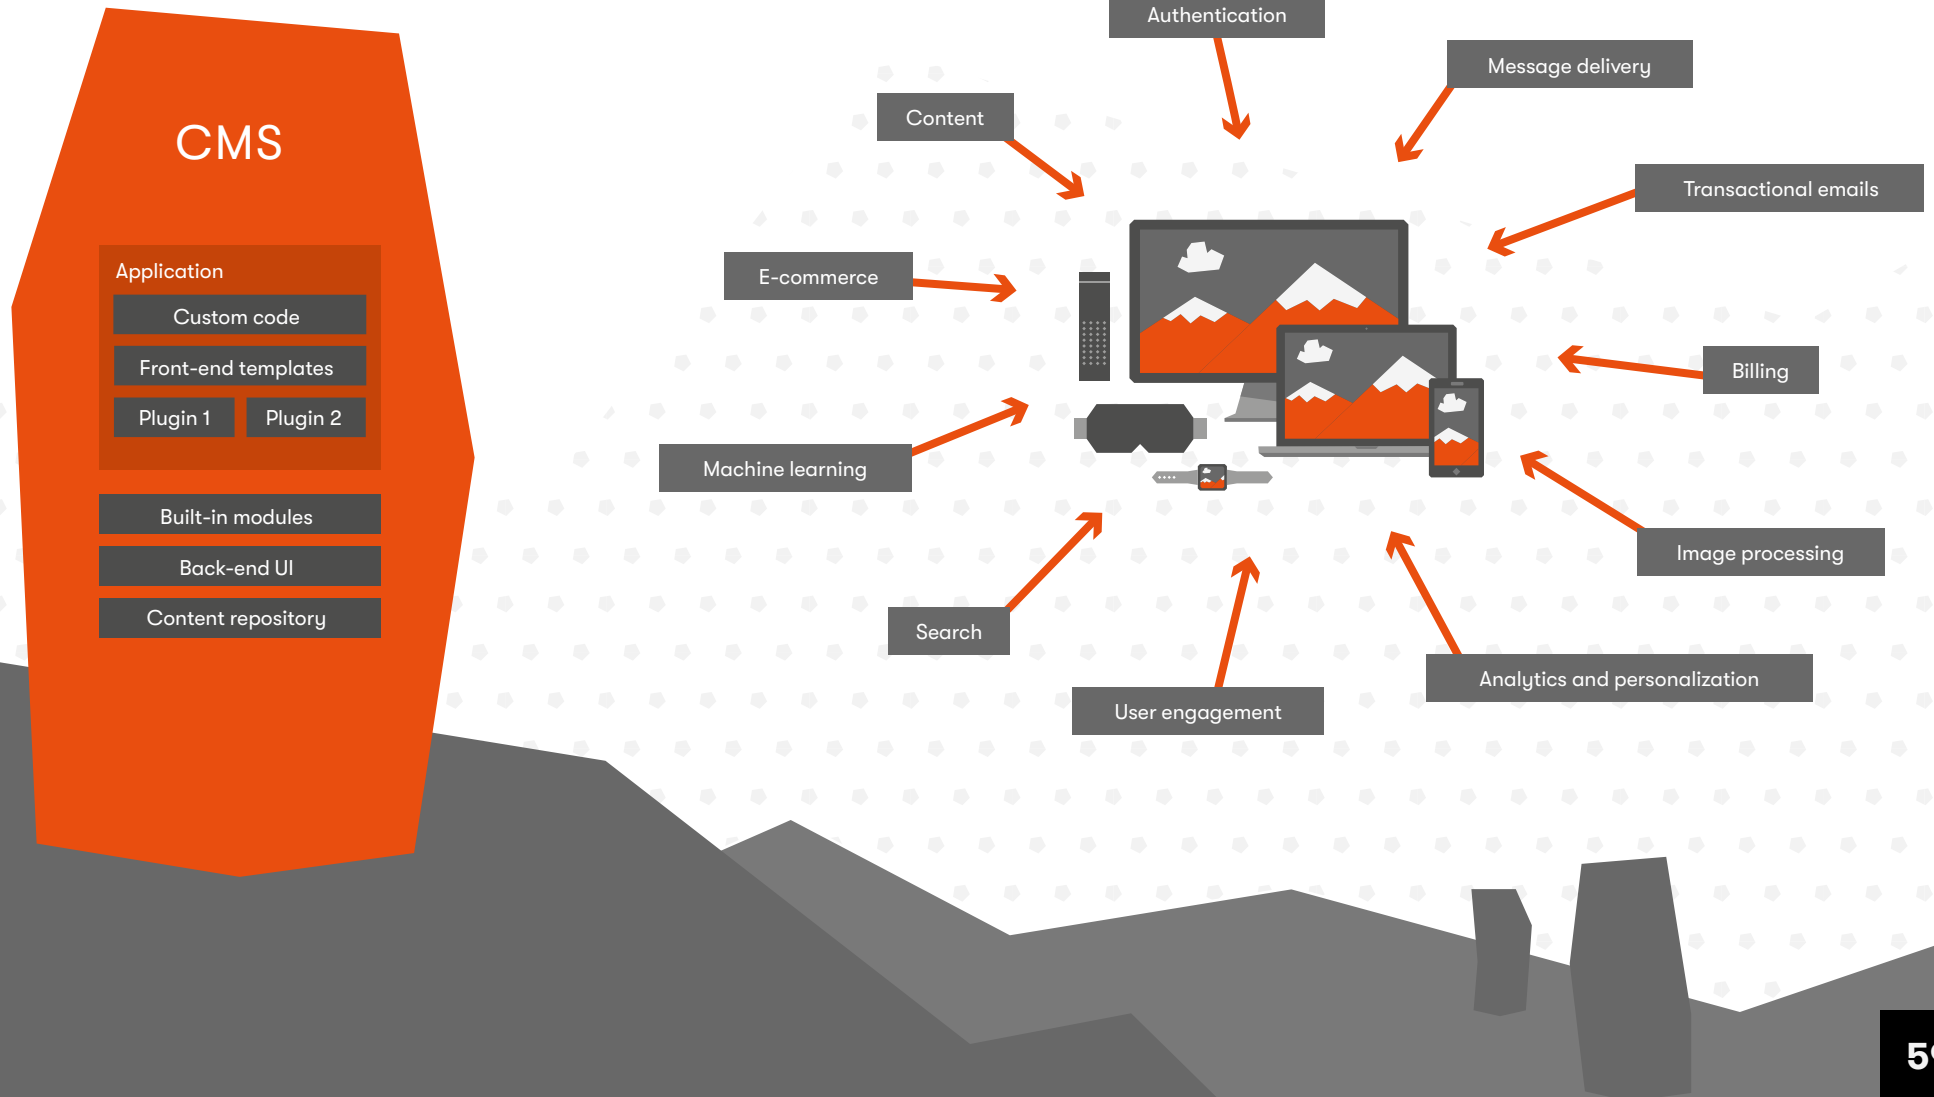 CMS
Application
Custom code
Front-end templates
Plugin 1
Plugin 2
Built-in modules
Back-end UI
Content repository
Authentication
Message delivery
Content
Transactional emails
E-commerce
Billing
Machine learning
Image processing
Search
Analytics and personalization
User engagement